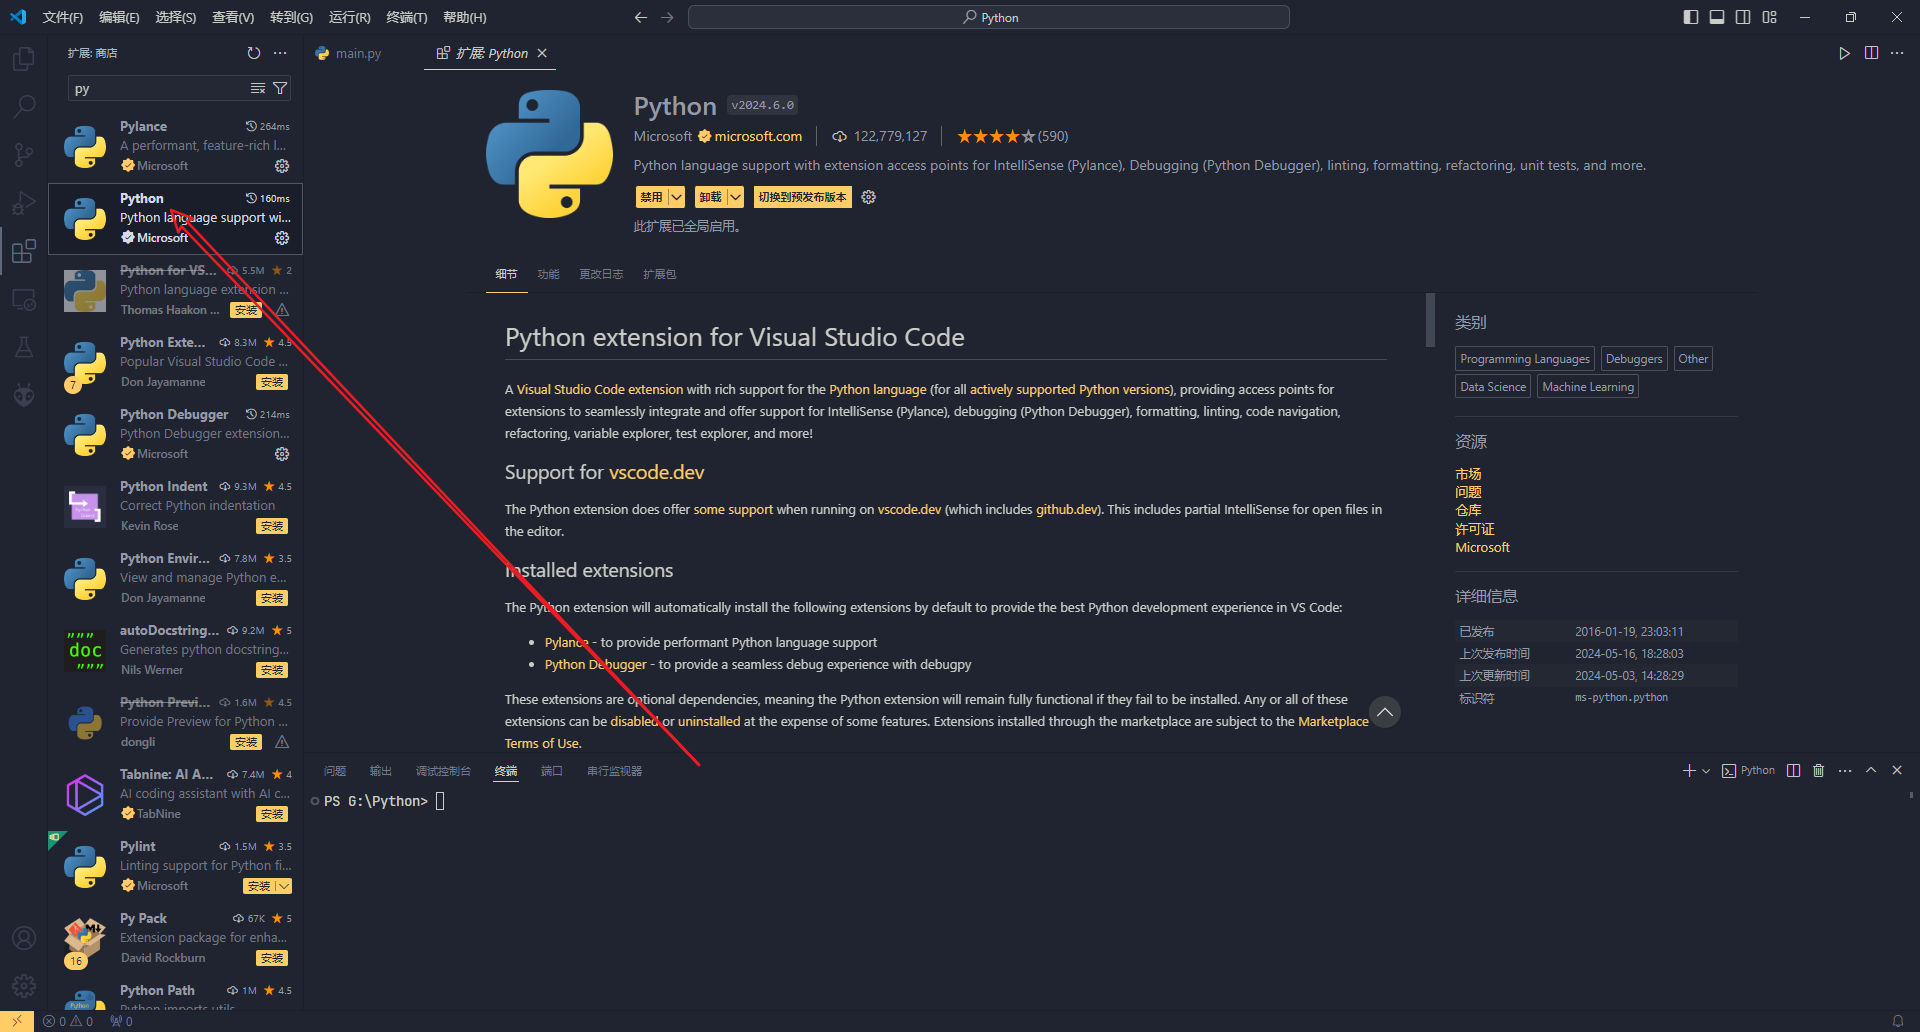 文件(F) 编辑(E) 选择(S) 查看(V) 转到(G) 运行(R) 终端(T) 帮助(H)
Python
扩展: 商店
py
Pylance 264ms
A performant, feature-rich l...
Microsoft
Python 160ms
Python language support wi...
Microsoft
Python for VS... 5.5M 2
Python language extension ...
Thomas Haakon ... 安装
Python Exte... 8.3M 4.5
Popular Visual Studio Code ...
7
Don Jayamanne 安装
Python Debugger 214ms
Python Debugger extension...
Microsoft
Python Indent 9.3M 4.5
Correct Python indentation
Kevin Rose 安装
Python Envir... 7.8M 3.5
View and manage Python e...
Don Jayamanne 安装
autoDocstring... 9.2M 5
"""
doc
"""
Generates python docstring...
Nils Werner 安装
Python Previ... 1.6M 4.5
Provide Preview for Python ...
dongli 安装
Tabnine: AI A... 7.4M 4
AI coding assistant with AI c...
TabNine 安装
Pylint 1.5M 3.5
Linting support for Python fi...
Microsoft 安装
Py Pack 67K 5
Extension package for enha...
16
David Rockburn 安装
Python Path 1M 4.5
Python imports utils
main.py
扩展: Python
Python v2024.6.0
Microsoft microsoft.com 122,779,127 (590)
Python language support with extension access points for IntelliSense (Pylance), Debugging (Python Debugger), linting, formatting, refactoring, unit tests, and more.
禁用 卸载 切换到预发布版本
此扩展已全局启用。
细节 功能 更改日志 扩展包
Python extension for Visual Studio Code
A Visual Studio Code extension with rich support for the Python language (for all actively supported Python versions), providing access points for
extensions to seamlessly integrate and offer support for IntelliSense (Pylance), debugging (Python Debugger), formatting, linting, code navigation,
refactoring, variable explorer, test explorer, and more!
Support for vscode.dev
The Python extension does offer some support when running on vscode.dev (which includes github.dev). This includes partial IntelliSense for open files in
the editor.
Installed extensions
The Python extension will automatically install the following extensions by default to provide the best Python development experience in VS Code:
• Pylance - to provide performant Python language support
• Python Debugger - to provide a seamless debug experience with debugpy
These extensions are optional dependencies, meaning the Python extension will remain fully functional if they fail to be installed. Any or all of these
extensions can be disabled or uninstalled at the expense of some features. Extensions installed through the marketplace are subject to the Marketplace
Terms of Use.
类别
Programming Languages Debuggers Other
Data Science Machine Learning
资源
市场
问题
仓库
许可证
Microsoft
详细信息
已发布 2016-01-19, 23:03:11
上次发布时间 2024-05-16, 18:28:03
上次更新时间 2024-05-03, 14:28:29
标识符 ms-python.python
问题 输出 调试控制台 终端 端口 串行监视器
Python
PS G:\Python>
0 0 0